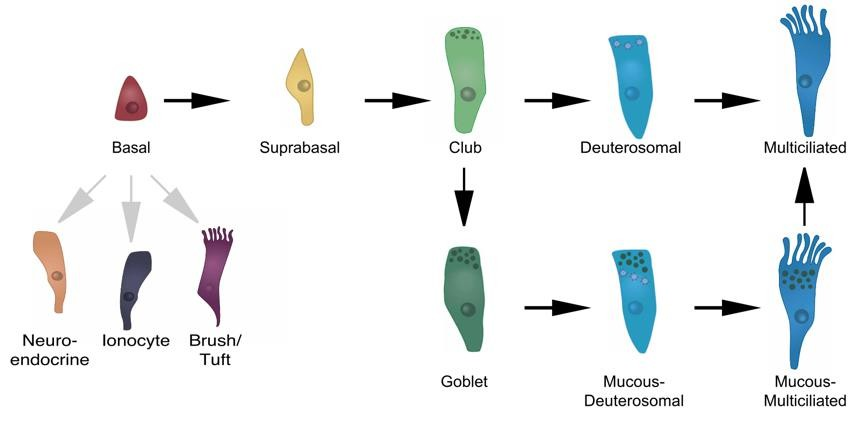 Basal
Suprabasal
Club
Deuterosomal
Multiciliated
Neuro-
endocrine
Ionocyte
Brush/
Tuft
Goblet
Mucous-
Deuterosomal
Mucous-
Multiciliated